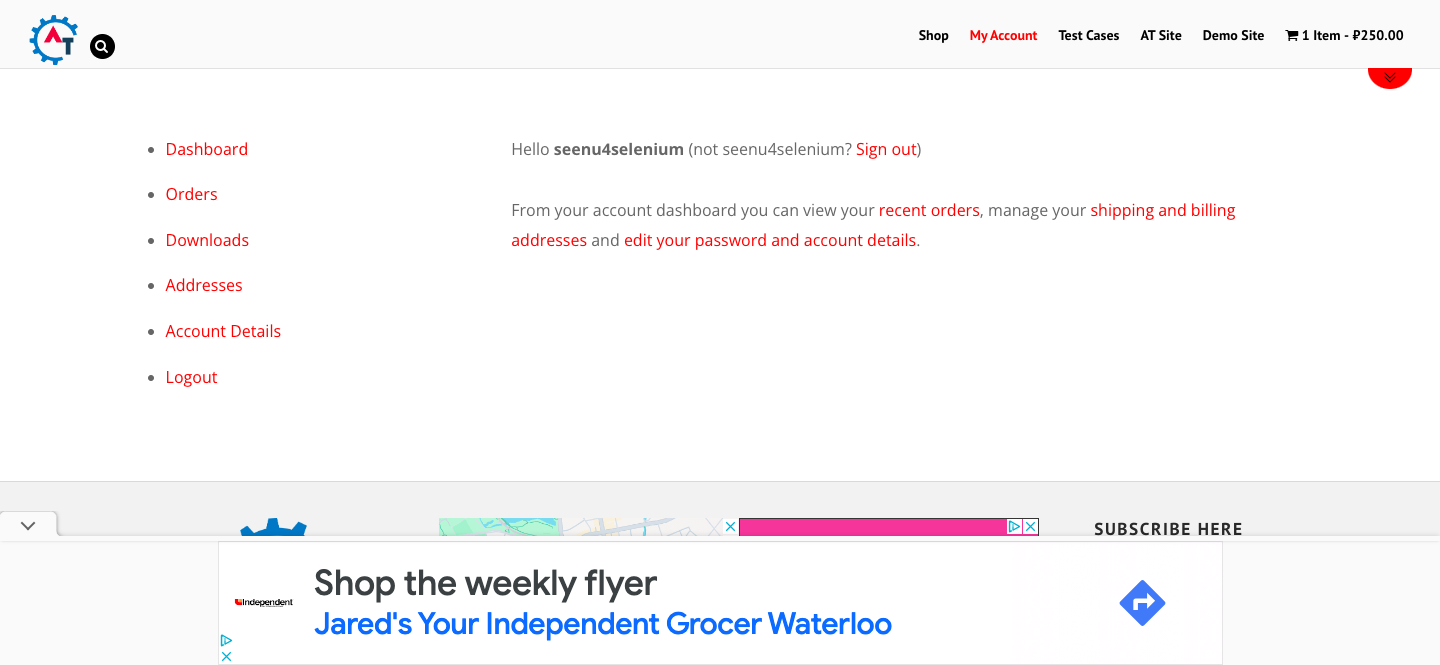 AT
Shop My Account Test Cases AT Site Demo Site 1 Item - ₽250.00
Dashboard
Orders
Downloads
Addresses
Account Details
Logout
Hello seenu4selenium (not seenu4selenium? Sign out)
From your account dashboard you can view your recent orders, manage your shipping and billing
addresses and edit your password and account details.
SUBSCRIBE HERE
Independent
Shop the weekly flyer
Jared's Your Independent Grocer Waterloo